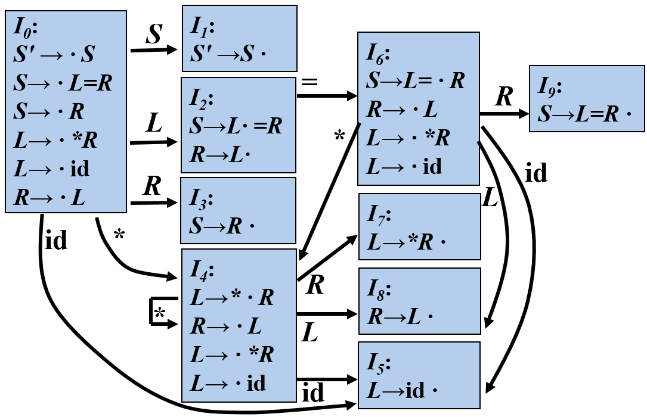 I0:
S' → · S
S → · L=R
S → · R
L → · *R
L → · id
R → · L
S
L
R
id
*
I1:
S' →S ·
I2:
S→L· =R
R→L·
I3:
S→R ·
I4:
L→* · R
R→ · L
L→ · *R
L→ · id
*
=
*
R
L
id
I6:
S→L= · R
R→ · L
L→ · *R
L→ · id
I7:
L→*R ·
I8:
R→L ·
I5:
L→id ·
R
L
id
I9:
S→L=R ·